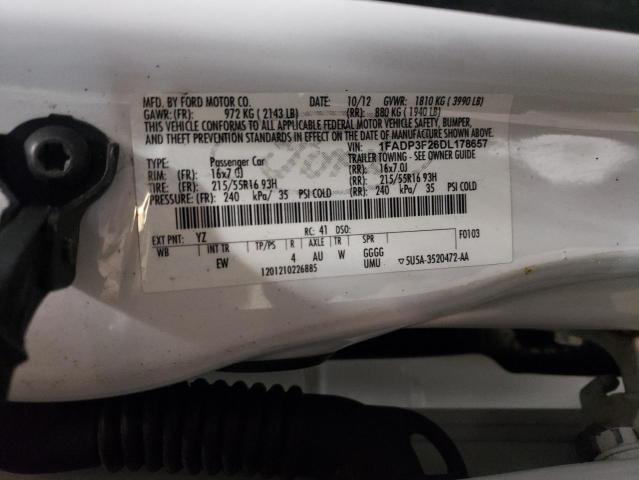 MFD. BY FORD MOTOR CO. DATE: 10/12 GVWR: 1810 KG ( 3990 LB)
GAWR: (FR): 972 KG ( 2143 LB) (RR): 880 KG ( 1940 LB)
THIS VEHICLE CONFORMS TO ALL APPLICABLE FEDERAL MOTOR VEHICLE SAFETY, BUMPER,
AND THEFT PREVENTION STANDARDS IN EFFECT ON THE DATE OF MANUFACTURE SHOWN ABOVE.
VIN: 1FADP3F26DL178657
TYPE: Passenger Car TRAILER TOWING - SEE OWNER GUIDE
RIM: (FR): 16x7.0J (RR): 16x7.0J
TIRE: (FR): 215/55R16 93H (RR): 215/55R16 93H
PRESSURE: (FR): 240 kPa/ 35 PSI COLD (RR): 240 kPa/ 35 PSI COLD
EXT PNT: YZ RC: 41 DSO: F0103
WB INT TR TP/PS R AXLE TR SPR
EW 4 AU W GGGG
UMU
1201210226885 5U5A-3520472-AA